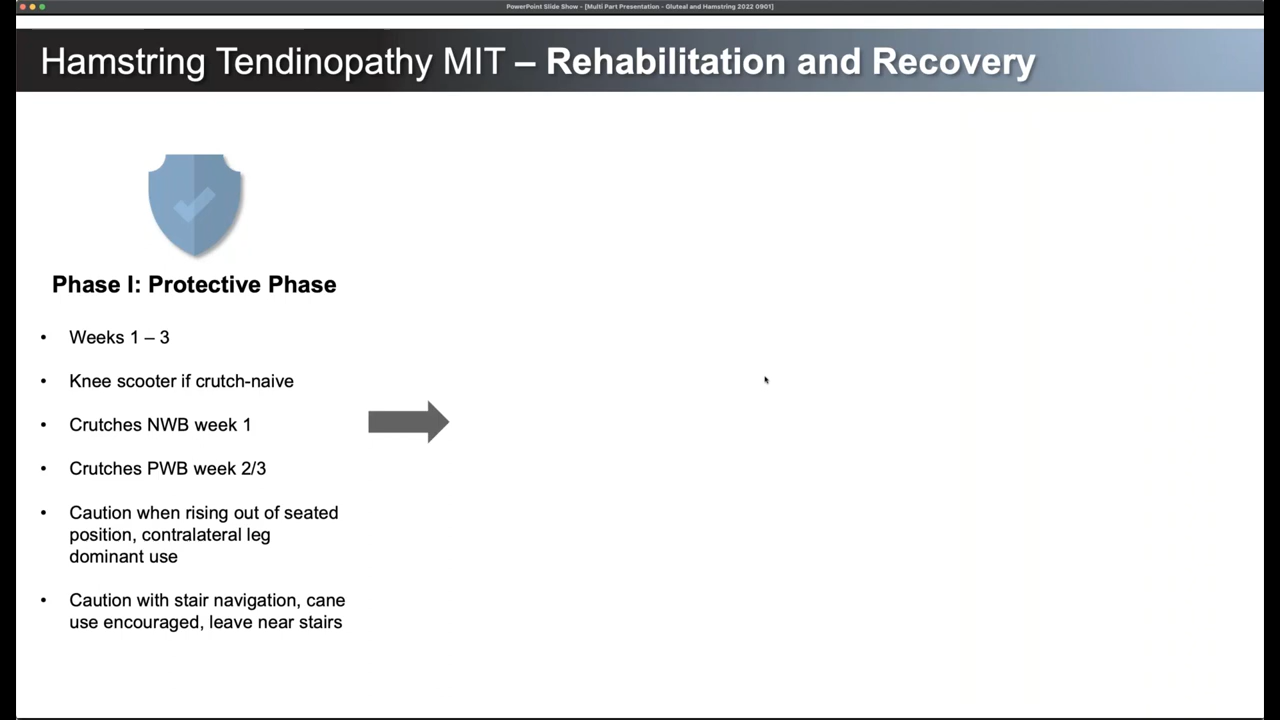 PowerPoint Slide Show - [Multi Part Presentation - Gluteal and Hamstring 2022 0901]
Hamstring Tendinopathy MIT – Rehabilitation and Recovery
Phase I: Protective Phase
• Weeks 1 – 3
• Knee scooter if crutch-naive
• Crutches NWB week 1
• Crutches PWB week 2/3
• Caution when rising out of seated
position, contralateral leg
dominant use
• Caution with stair navigation, cane
use encouraged, leave near stairs